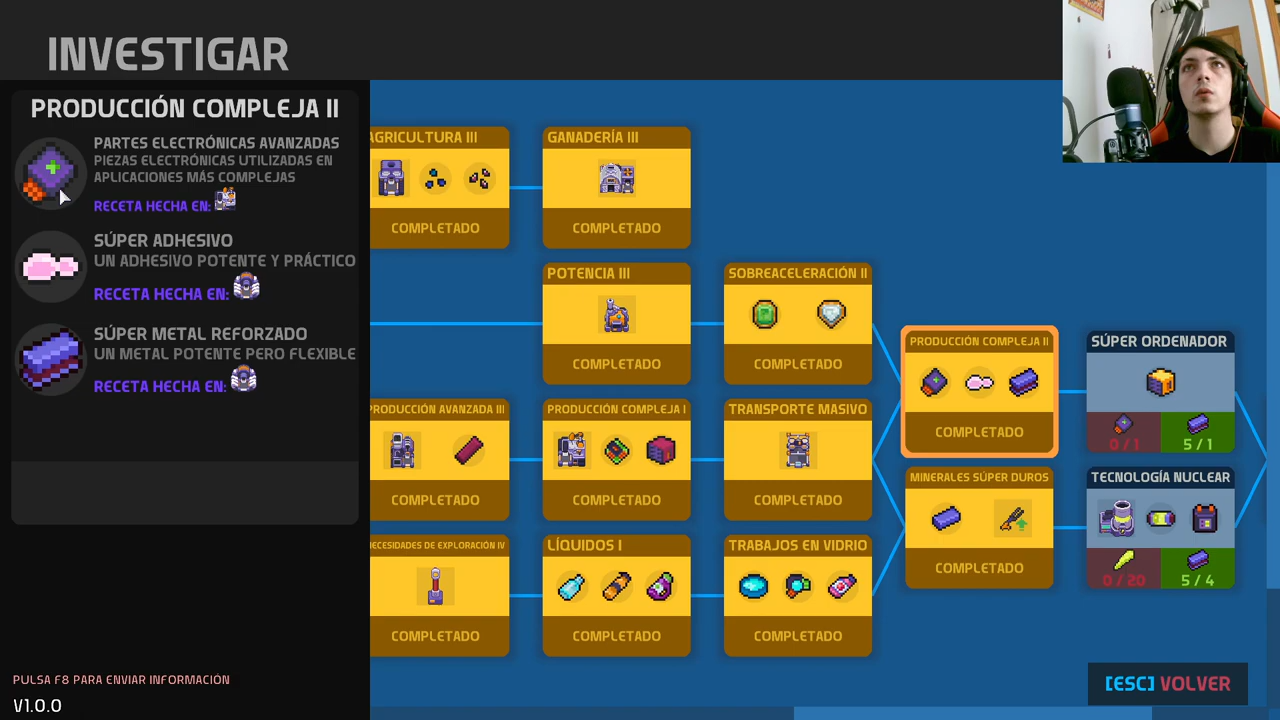 INVESTIGAR
PRODUCCIÓN COMPLEJA II
PARTES ELECTRÓNICAS AVANZADAS
PIEZAS ELECTRÓNICAS UTILIZADAS EN
APLICACIONES MÁS COMPLEJAS
RECETA HECHA EN:
SÚPER ADHESIVO
UN ADHESIVO POTENTE Y PRÁCTICO
RECETA HECHA EN:
SÚPER METAL REFORZADO
UN METAL POTENTE PERO FLEXIBLE
RECETA HECHA EN:
AGRICULTURA III
COMPLETADO
GANADERÍA III
COMPLETADO
POTENCIA III
COMPLETADO
SOBREACELERACIÓN II
COMPLETADO
PRODUCCIÓN COMPLEJA II
COMPLETADO
SÚPER ORDENADOR
0/1
5/1
PRODUCCIÓN AVANZADA III
COMPLETADO
PRODUCCIÓN COMPLEJA I
COMPLETADO
TRANSPORTE MASIVO
COMPLETADO
MINERALES SÚPER DUROS
COMPLETADO
TECNOLOGÍA NUCLEAR
0/20
5/4
NECESIDADES DE EXPLORACIÓN IV
COMPLETADO
LÍQUIDOS I
COMPLETADO
TRABAJOS EN VIDRIO
COMPLETADO
PULSA F8 PARA ENVIAR INFORMACIÓN
V1.0.0
[ESC] VOLVER